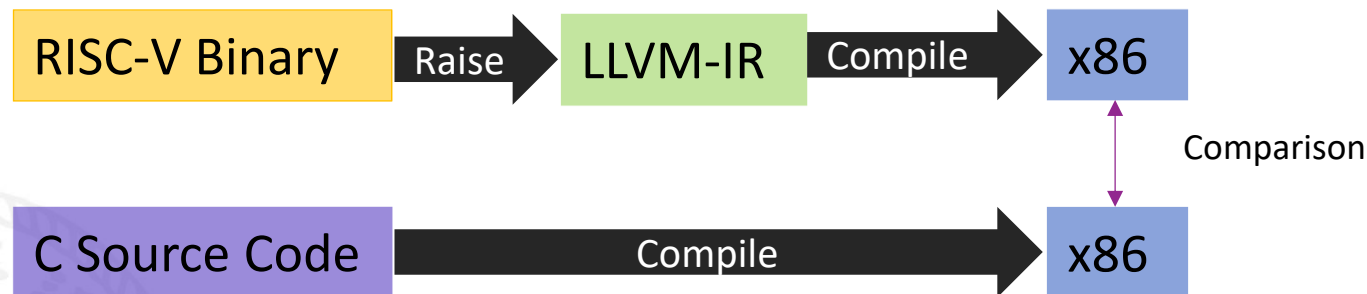 RISC-V Binary
Raise
LLVM-IR
Compile
x86
Comparison
C Source Code
Compile
x86